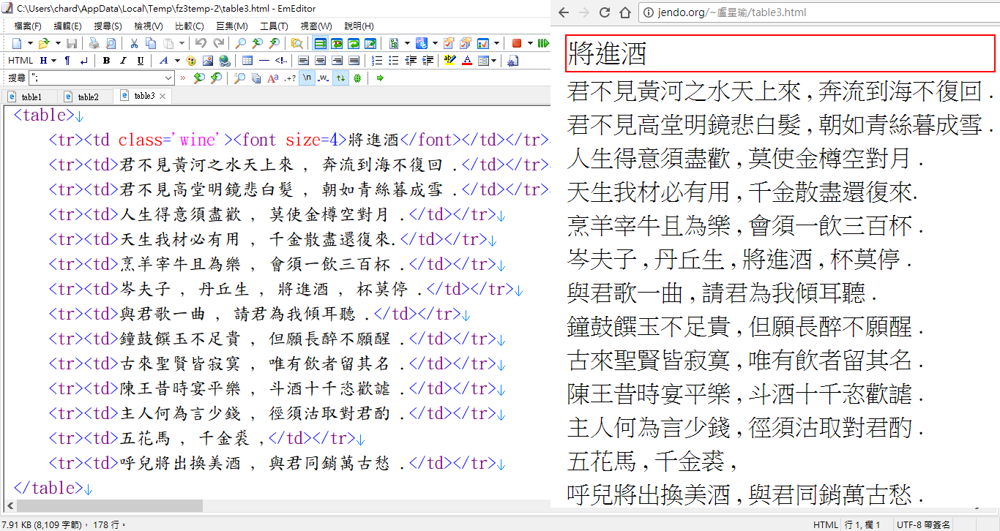 C:\Users\chard\AppData\Local\Temp\fz3temp-2\table3.html - EmEditor
檔案(F) 編輯(E) 搜尋(S) 檢視(V) 比較(C) 巨集(M) 工具(T) 視窗(W) 說明(H)
HTML H ¶ B I U A
搜尋 "; » Aa .+? \n .w.
table1 table2 table3
<table>↓
<tr><td class='wine'><font size=4>將進酒</font></td></tr>
<tr><td>君不見黃河之水天上來 , 奔流到海不復回 .</td></tr>
<tr><td>君不見高堂明鏡悲白髮 , 朝如青絲暮成雪 .</td></tr>
<tr><td>人生得意須盡歡 , 莫使金樽空對月 .</td></tr>↓
<tr><td>天生我材必有用 , 千金散盡還復來.</td></tr>↓
<tr><td>烹羊宰牛且為樂 , 會須一飲三百杯 .</td></tr>↓
<tr><td>岑夫子 , 丹丘生 , 將進酒 , 杯莫停 .</td></tr>↓
<tr><td>與君歌一曲 , 請君為我傾耳聽 .</td></tr>↓
<tr><td>鐘鼓饌玉不足貴 , 但願長醉不願醒 .</td></tr>↓
<tr><td>古來聖賢皆寂寞 , 唯有飲者留其名 .</td></tr>↓
<tr><td>陳王昔時宴平樂 , 斗酒十千恣歡謔 .</td></tr>↓
<tr><td>主人何為言少錢 , 徑須沽取對君酌 .</td></tr>↓
<tr><td>五花馬 , 千金裘 ,</td></tr>↓
<tr><td>呼兒將出換美酒 , 與君同銷萬古愁 .</td></tr>↓
</table>↓
7.91 KB (8,109 字節)， 178 行。
HTML 行 1, 欄 1 UTF-8 帶簽名
jendo.org/~盧星瑜/table3.html
將進酒
君不見黃河之水天上來 , 奔流到海不復回 .
君不見高堂明鏡悲白髮 , 朝如青絲暮成雪 .
人生得意須盡歡 , 莫使金樽空對月 .
天生我材必有用 , 千金散盡還復來.
烹羊宰牛且為樂 , 會須一飲三百杯 .
岑夫子 , 丹丘生 , 將進酒 , 杯莫停 .
與君歌一曲 , 請君為我傾耳聽 .
鐘鼓饌玉不足貴 , 但願長醉不願醒 .
古來聖賢皆寂寞 , 唯有飲者留其名 .
陳王昔時宴平樂 , 斗酒十千恣歡謔 .
主人何為言少錢 , 徑須沽取對君酌 .
五花馬 , 千金裘 ,
呼兒將出換美酒 , 與君同銷萬古愁 .